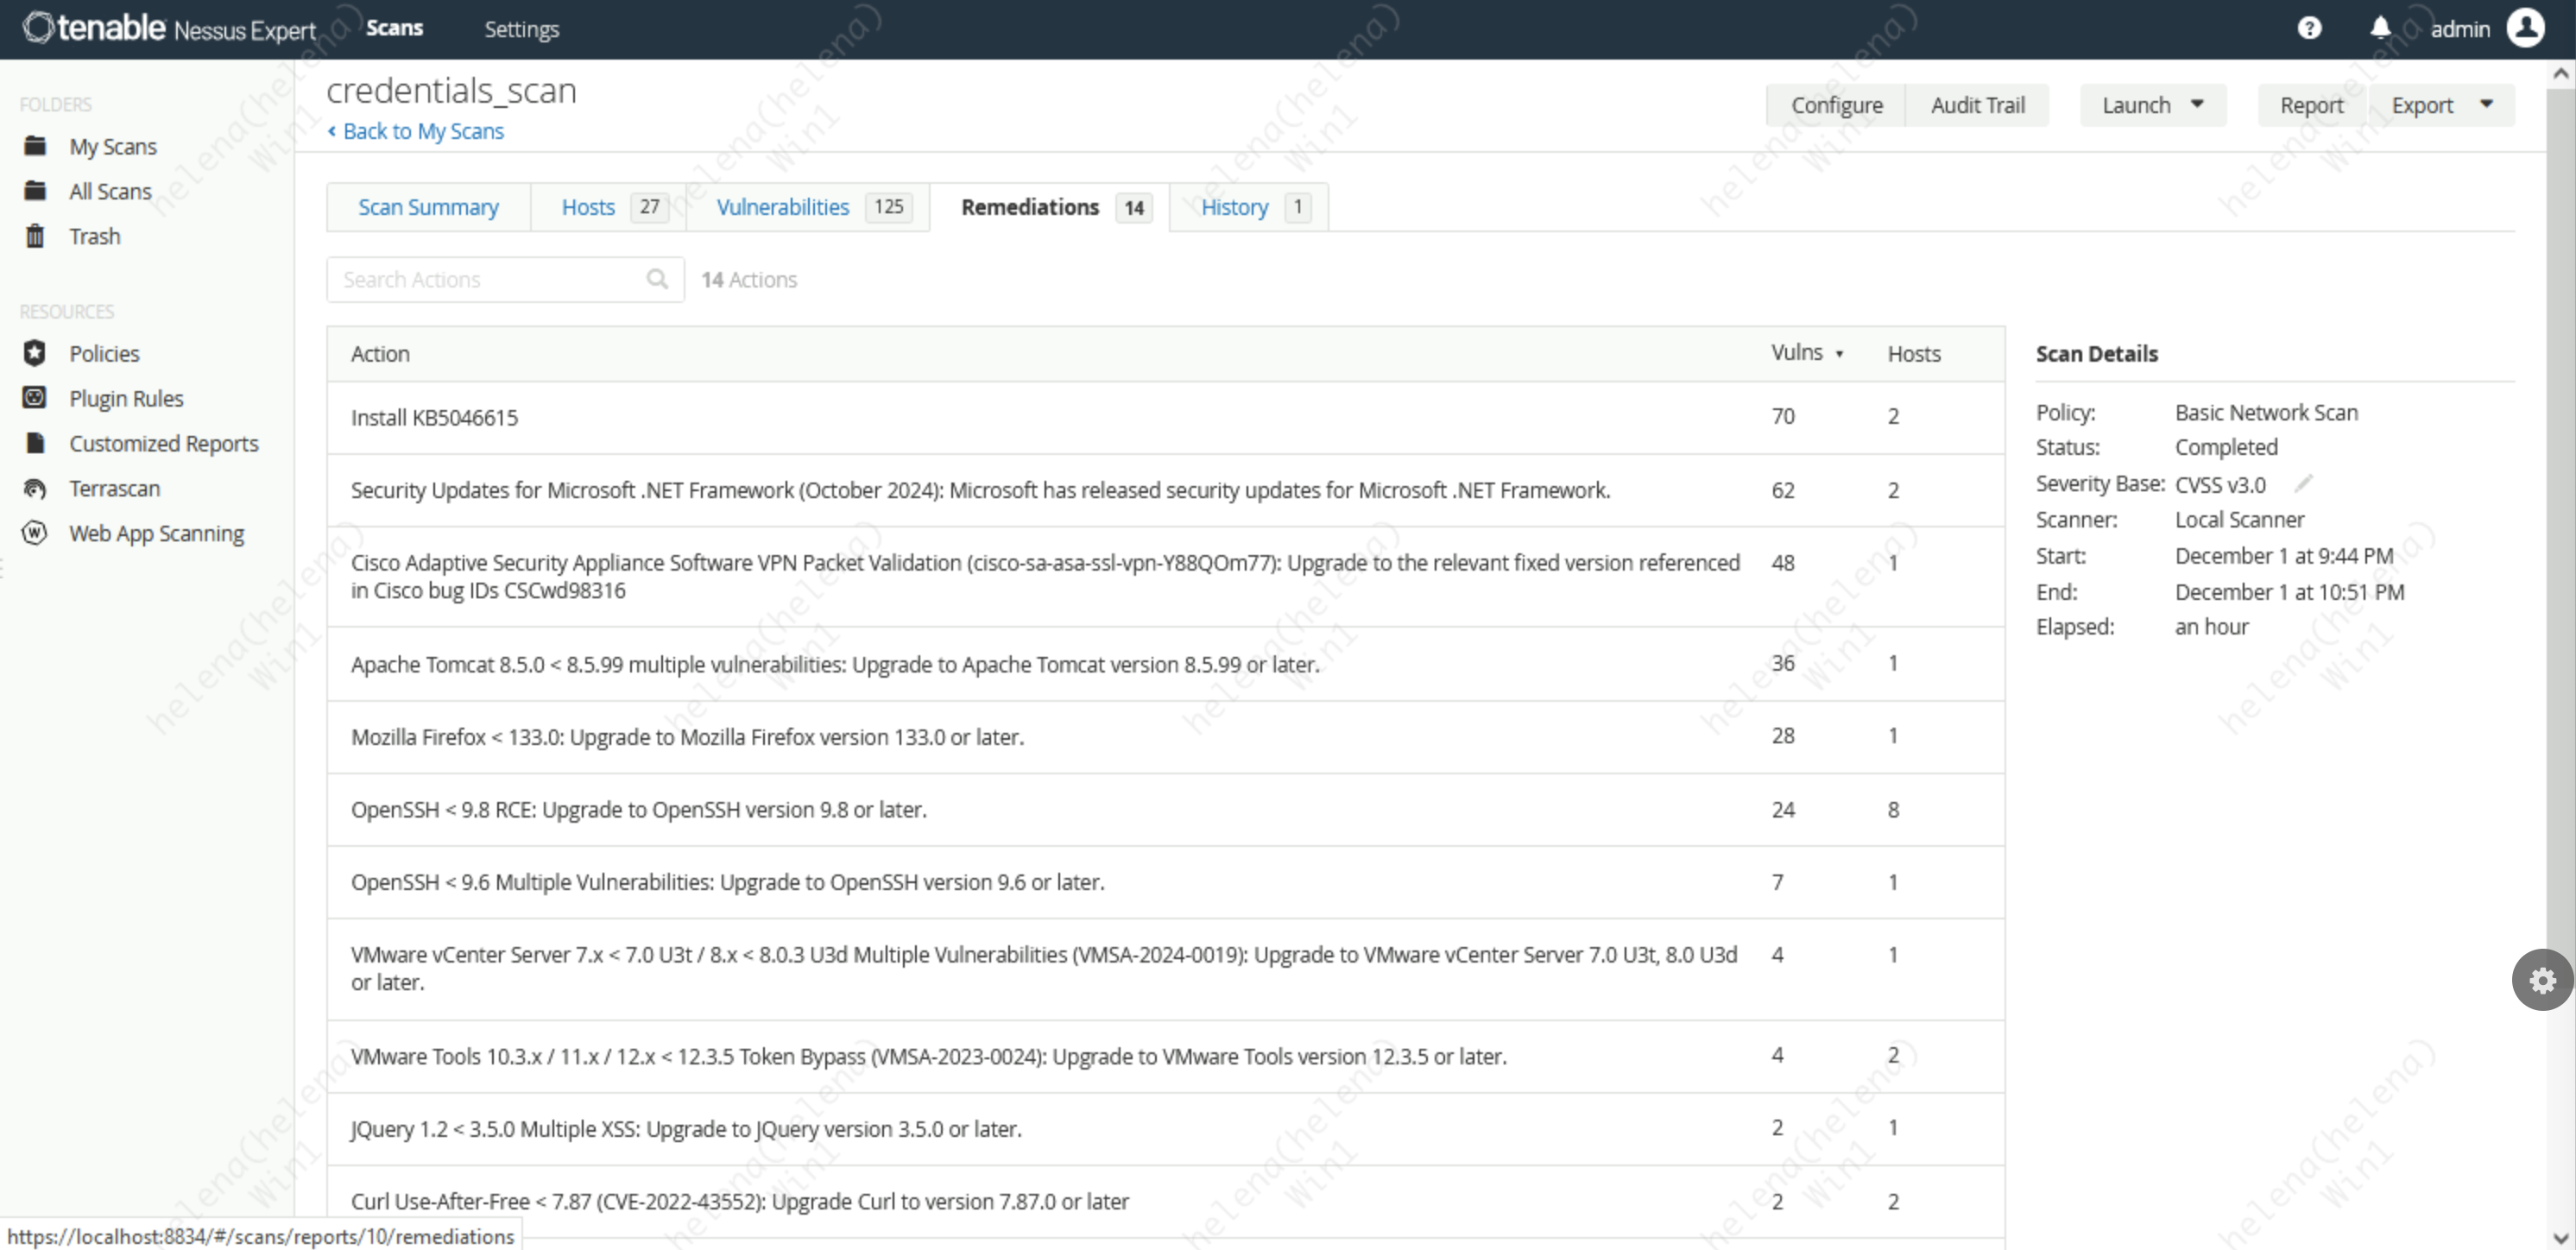 tenable Nessus Expert Scans Settings admin
FOLDERS
My Scans
All Scans
Trash
RESOURCES
Policies
Plugin Rules
Customized Reports
Terrascan
Web App Scanning
credentials_scan
Back to My Scans
Configure Audit Trail Launch Report Export
Scan Summary Hosts 27 Vulnerabilities 125 Remediations 14 History 1
Search Actions 14 Actions
Action Vulns Hosts
Install KB5046615 70 2
Security Updates for Microsoft .NET Framework (October 2024): Microsoft has released security updates for Microsoft .NET Framework. 62 2
Cisco Adaptive Security Appliance Software VPN Packet Validation (cisco-sa-asa-ssl-vpn-Y88QOm77): Upgrade to the relevant fixed version referenced 48 1
in Cisco bug IDs CSCwd98316
Apache Tomcat 8.5.0 < 8.5.99 multiple vulnerabilities: Upgrade to Apache Tomcat version 8.5.99 or later. 36 1
Mozilla Firefox < 133.0: Upgrade to Mozilla Firefox version 133.0 or later. 28 1
OpenSSH < 9.8 RCE: Upgrade to OpenSSH version 9.8 or later. 24 8
OpenSSH < 9.6 Multiple Vulnerabilities: Upgrade to OpenSSH version 9.6 or later. 7 1
VMware vCenter Server 7.x < 7.0 U3t / 8.x < 8.0.3 U3d Multiple Vulnerabilities (VMSA-2024-0019): Upgrade to VMware vCenter Server 7.0 U3t, 8.0 U3d 4 1
or later.
VMware Tools 10.3.x / 11.x / 12.x < 12.3.5 Token Bypass (VMSA-2023-0024): Upgrade to VMware Tools version 12.3.5 or later. 4 2
JQuery 1.2 < 3.5.0 Multiple XSS: Upgrade to JQuery version 3.5.0 or later. 2 1
Curl Use-After-Free < 7.87 (CVE-2022-43552): Upgrade Curl to version 7.87.0 or later 2 2
Scan Details
Policy: Basic Network Scan
Status: Completed
Severity Base: CVSS v3.0
Scanner: Local Scanner
Start: December 1 at 9:44 PM
End: December 1 at 10:51 PM
Elapsed: an hour
https://localhost:8834/#/scans/reports/10/remediations
helena(helena)
Win1